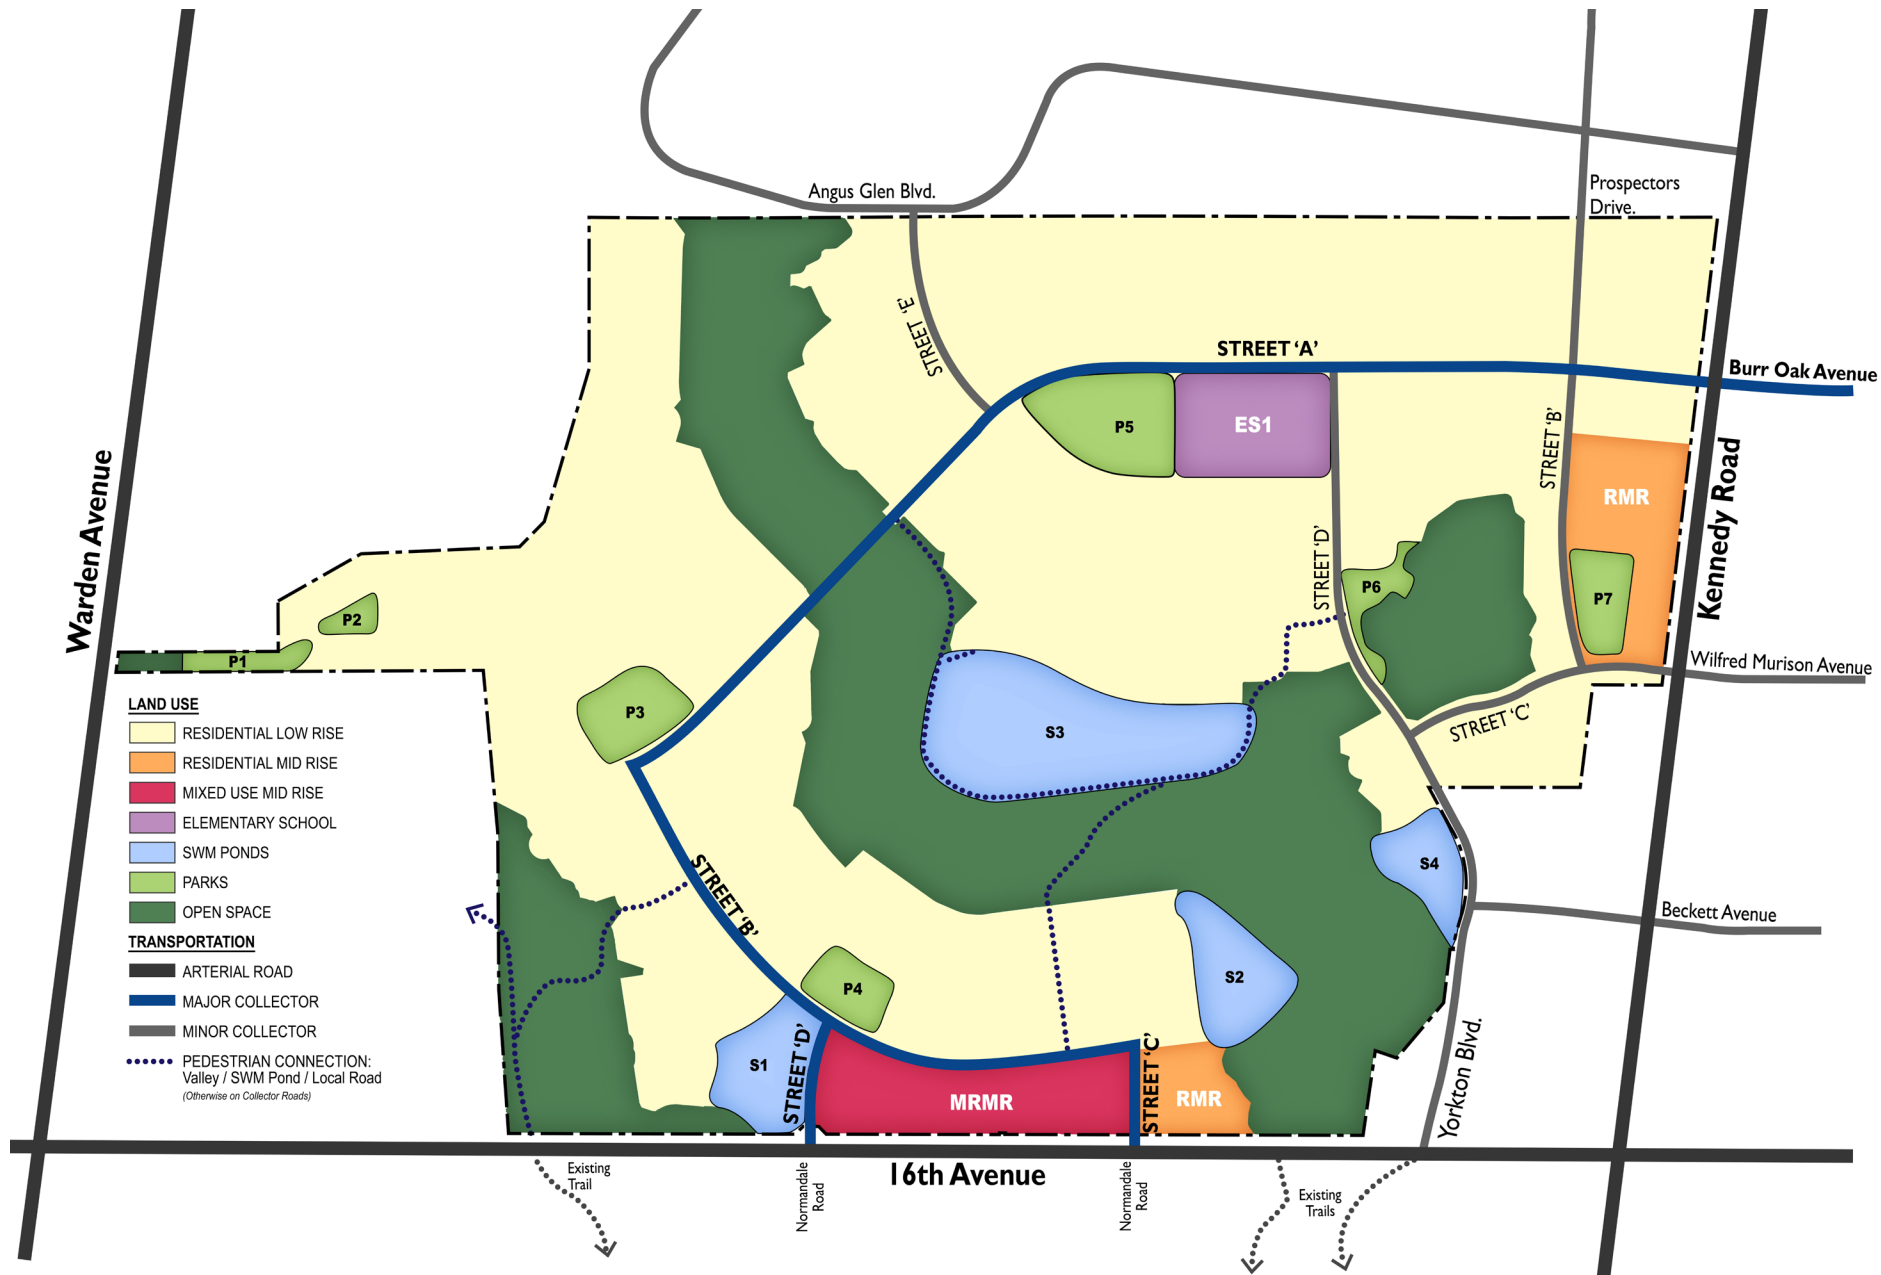 Angus Glen Blvd.
Prospectors
Drive.
STREET 'E'
STREET 'A'
Burr Oak Avenue
P5
ES1
STREET 'B'
RMR
Kennedy Road
Warden Avenue
STREET 'D'
P6
P7
P2
P1
Wilfred Murison Avenue
P3
S3
STREET 'C'
LAND USE
RESIDENTIAL LOW RISE
RESIDENTIAL MID RISE
MIXED USE MID RISE
ELEMENTARY SCHOOL
SWM PONDS
PARKS
OPEN SPACE
TRANSPORTATION
ARTERIAL ROAD
MAJOR COLLECTOR
MINOR COLLECTOR
PEDESTRIAN CONNECTION:
Valley / SWM Pond / Local Road
(Otherwise on Collector Roads)
STREET 'B'
S4
Beckett Avenue
P4
S2
S1
STREET 'D'
MRMR
STREET 'C'
RMR
Yorkton Blvd.
16th Avenue
Existing
Trail
Normandale
Road
Normandale
Road
Existing
Trails